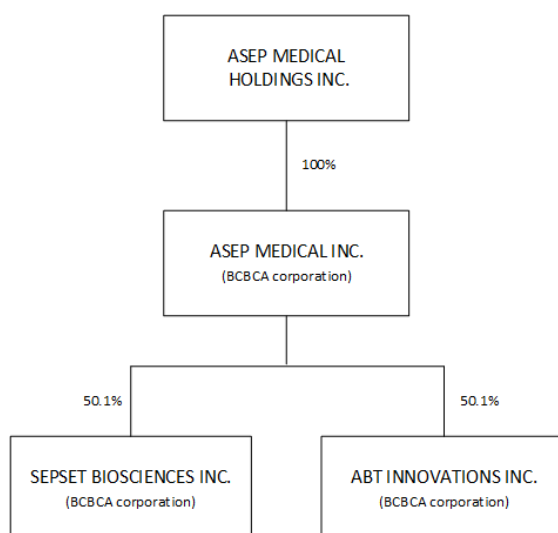 ASEP MEDICAL
HOLDINGS INC.
100%
ASEP MEDICAL INC.
(BCBCA corporation)
50.1%
50.1%
SEPSET BIOSCIENCES INC.
(BCBCA corporation)
ABT INNOVATIONS INC.
(BCBCA corporation)